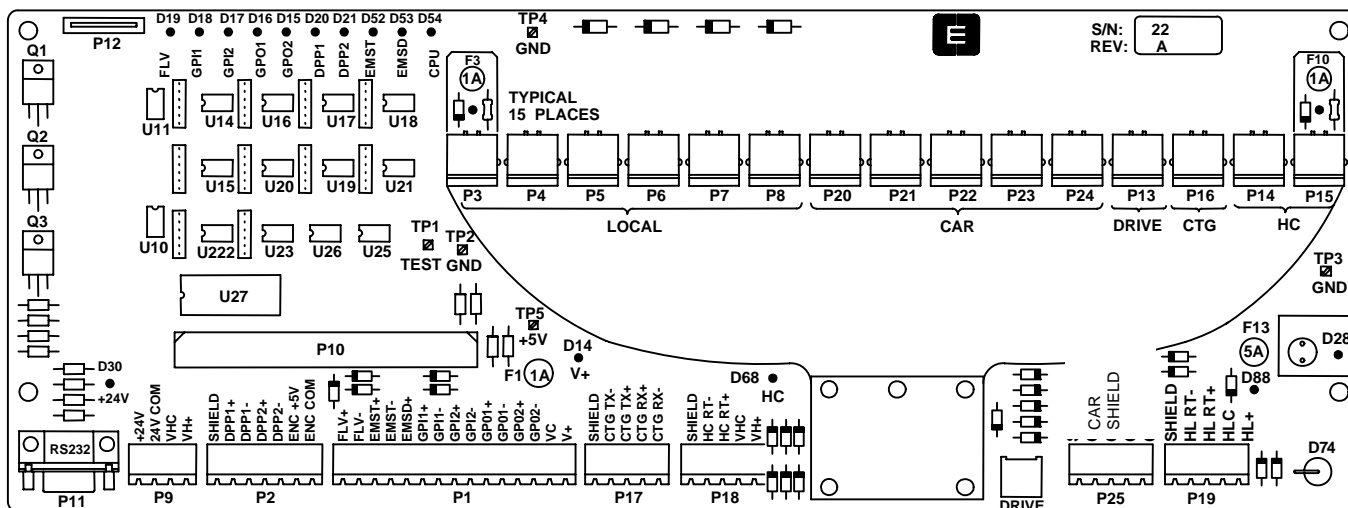 D19 D18 D17 D16 D15 D20 D21 D52 D53 D54
P12
FLV GPI1 GPI2 GPO1 GPO2 DPP1 DPP2 EMST EMSD CPU
TP4
GND
E
S/N: 22
REV: A
Q1
Q2
Q3
F3
1A
TYPICAL
15 PLACES
F10
1A
U11 U14 U16 U17 U18
U15 U20 U19 U21
U10 U222 U23 U26 U25
P3 P4 P5 P6 P7 P8 P20 P21 P22 P23 P24 P13 P16 P14 P15
LOCAL CAR DRIVE CTG HC
TP1
TEST
TP2
GND
TP3
GND
U27
TP5
+5V
P10
F1 1A
D14
V+
F13
5A
D28
D88
D30
+24V
D68
HC
RS232
P11
+24V
24V COM
VHC
VH+
P9
SHIELD
DPP1+
DPP1-
DPP2+
DPP2-
ENC +5V
ENC COM
P2
FLV+
FLV-
EMST+
EMST-
EMSD+
GPI1+
GPI1-
GPI2+
GPI2-
GPO1+
GPO1-
GPO2+
GPO2-
VC
V+
P1
SHIELD
CTG TX-
CTG TX+
CTG RX+
CTG RX-
P17
SHIELD
HC RT-
HC RT+
VHC
VH+
P18
DRIVE
CAR
SHIELD
P25
SHIELD
HL RT-
HL RT+
HLC
HL+
P19
D74